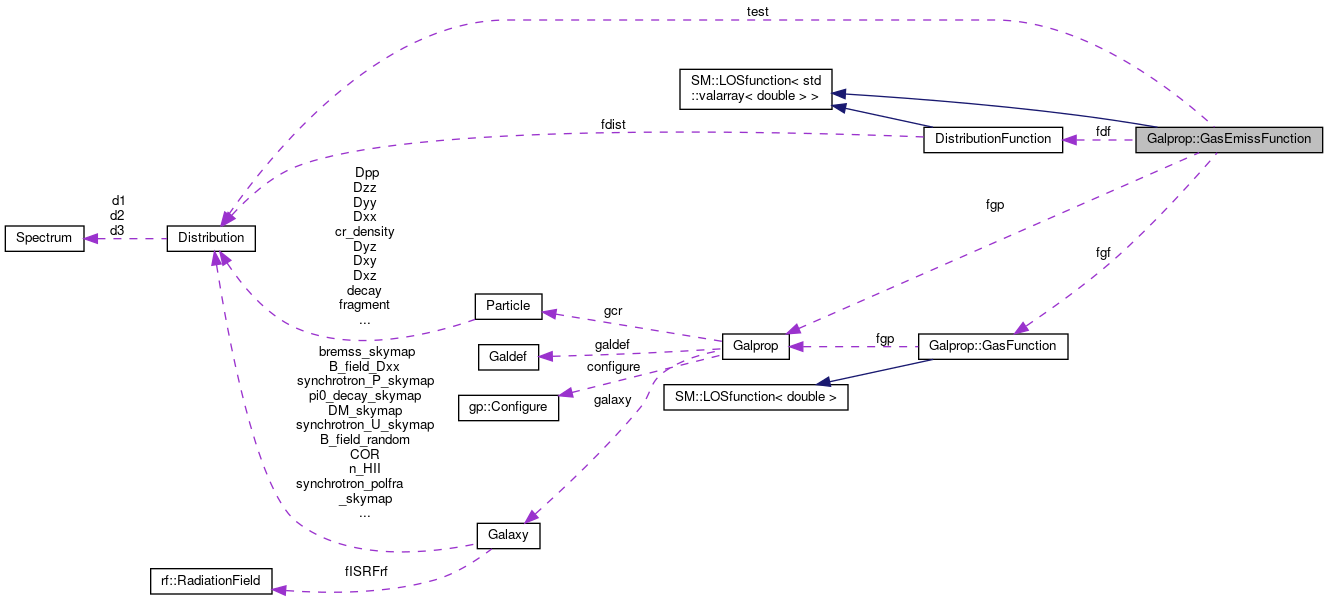 test
SM::LOSfunction< std
::valarray< double > >
fdist
DistributionFunction
fdf
Galprop::GasEmissFunction
Dpp
Dzz
Dyy
Dxx
cr_density
Dyz
Dxy
Dxz
decay
fragment
...
d1
d2
d3
Spectrum
Distribution
fgp
fgf
Particle
gcr
Galprop
fgp
Galprop::GasFunction
galdef
Galdef
configure
gp::Configure
galaxy
SM::LOSfunction< double >
bremss_skymap
B_field_Dxx
synchrotron_P_skymap
pi0_decay_skymap
DM_skymap
synchrotron_U_skymap
B_field_random
COR
n_HII
synchrotron_polfra
_skymap
...
Galaxy
fISRFrf
rf::RadiationField